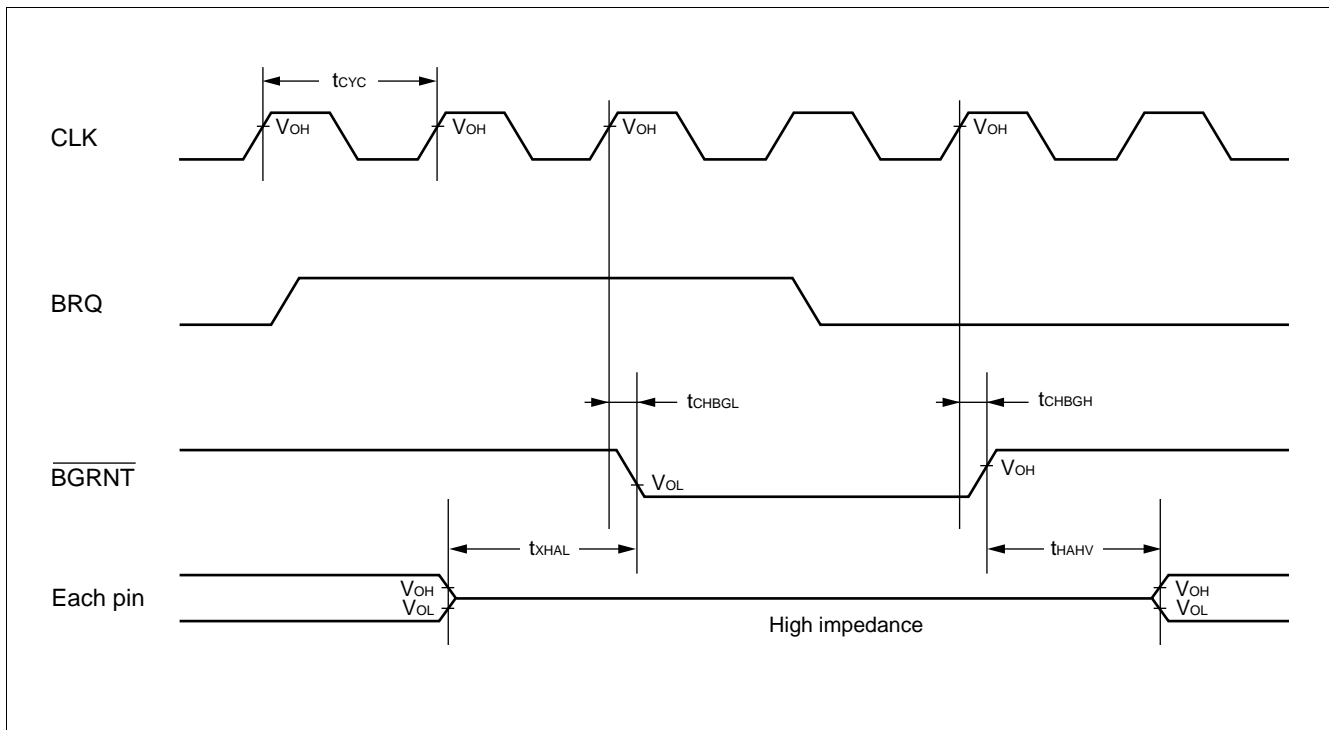 tCYC
CLK
VOH
VOH
VOH
VOH
BRQ
tCHBGL
tCHBGH
BGRNT
VOL
VOH
tXHAL
tHAHV
Each pin
VOH
VOL
VOH
VOL
High impedance